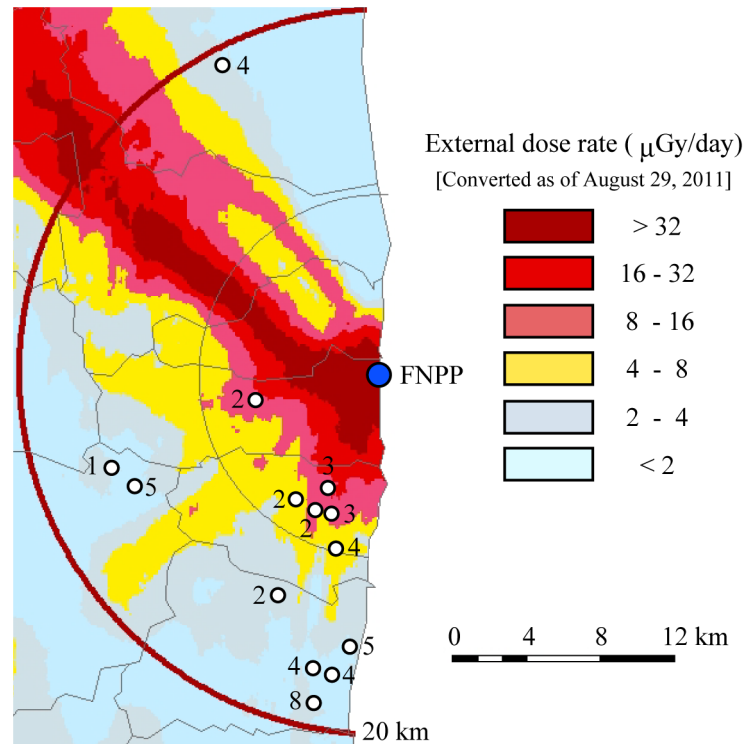 4
External dose rate ( μGy/day)
[Converted as of August 29, 2011]
> 32
16 - 32
8 - 16
4 - 8
2 - 4
< 2
FNPP
2
1
5
3
2
2
3
4
2
5
4
4
8
0 4 8 12 km
20 km